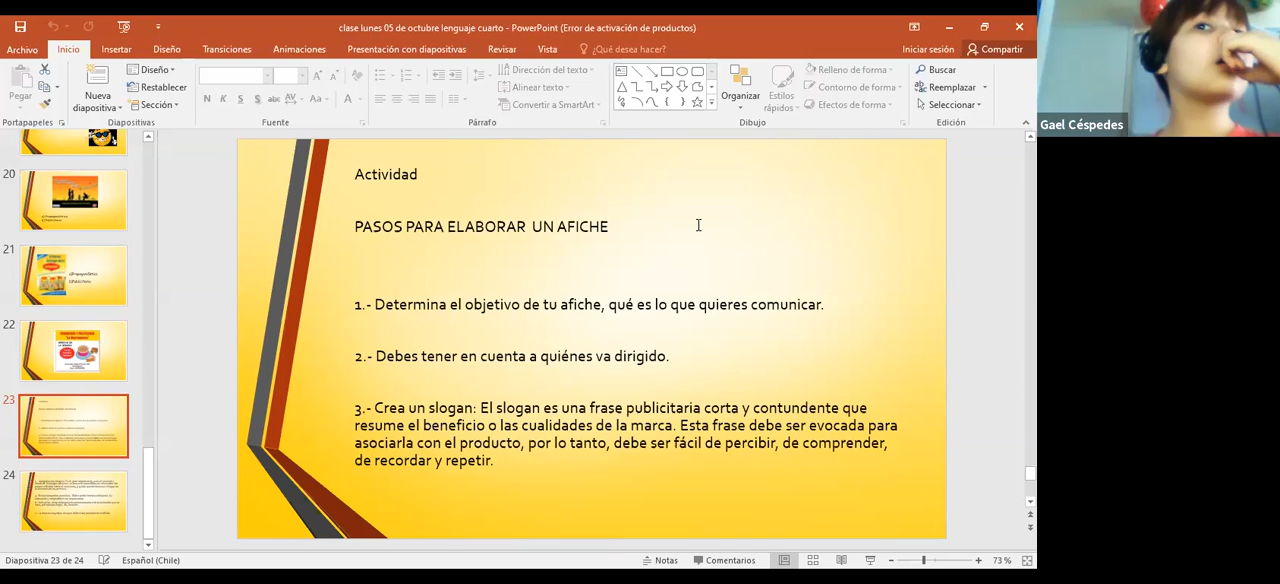 clase lunes 05 de octubre lenguaje cuarto - PowerPoint (Error de activación de productos)
Archivo Inicio Insertar Diseño Transiciones Animaciones Presentación con diapositivas Revisar Vista ¿Qué desea hacer? Iniciar sesión Compartir
Pegar
Nueva diapositiva
Diseño
Restablecer
Sección
N K S S abc AV Aa A
Dirección del texto
Alinear texto
Convertir a SmartArt
Organizar
Estilos rápidos
Relleno de forma
Contorno de forma
Efectos de forma
Buscar
Reemplazar
Seleccionar
Portapapeles Diapositivas Fuente Párrafo Dibujo Edición
Gael Céspedes
20
21
22
23
24
Actividad
PASOS PARA ELABORAR UN AFICHE
1.- Determina el objetivo de tu afiche, qué es lo que quieres comunicar.
2.- Debes tener en cuenta a quiénes va dirigido.
3.- Crea un slogan: El slogan es una frase publicitaria corta y contundente que
resume el beneficio o las cualidades de la marca. Esta frase debe ser evocada para
asociarla con el producto, por lo tanto, debe ser fácil de percibir, de comprender,
de recordar y repetir.
Diapositiva 23 de 24 Español (Chile) Notas Comentarios 73 %